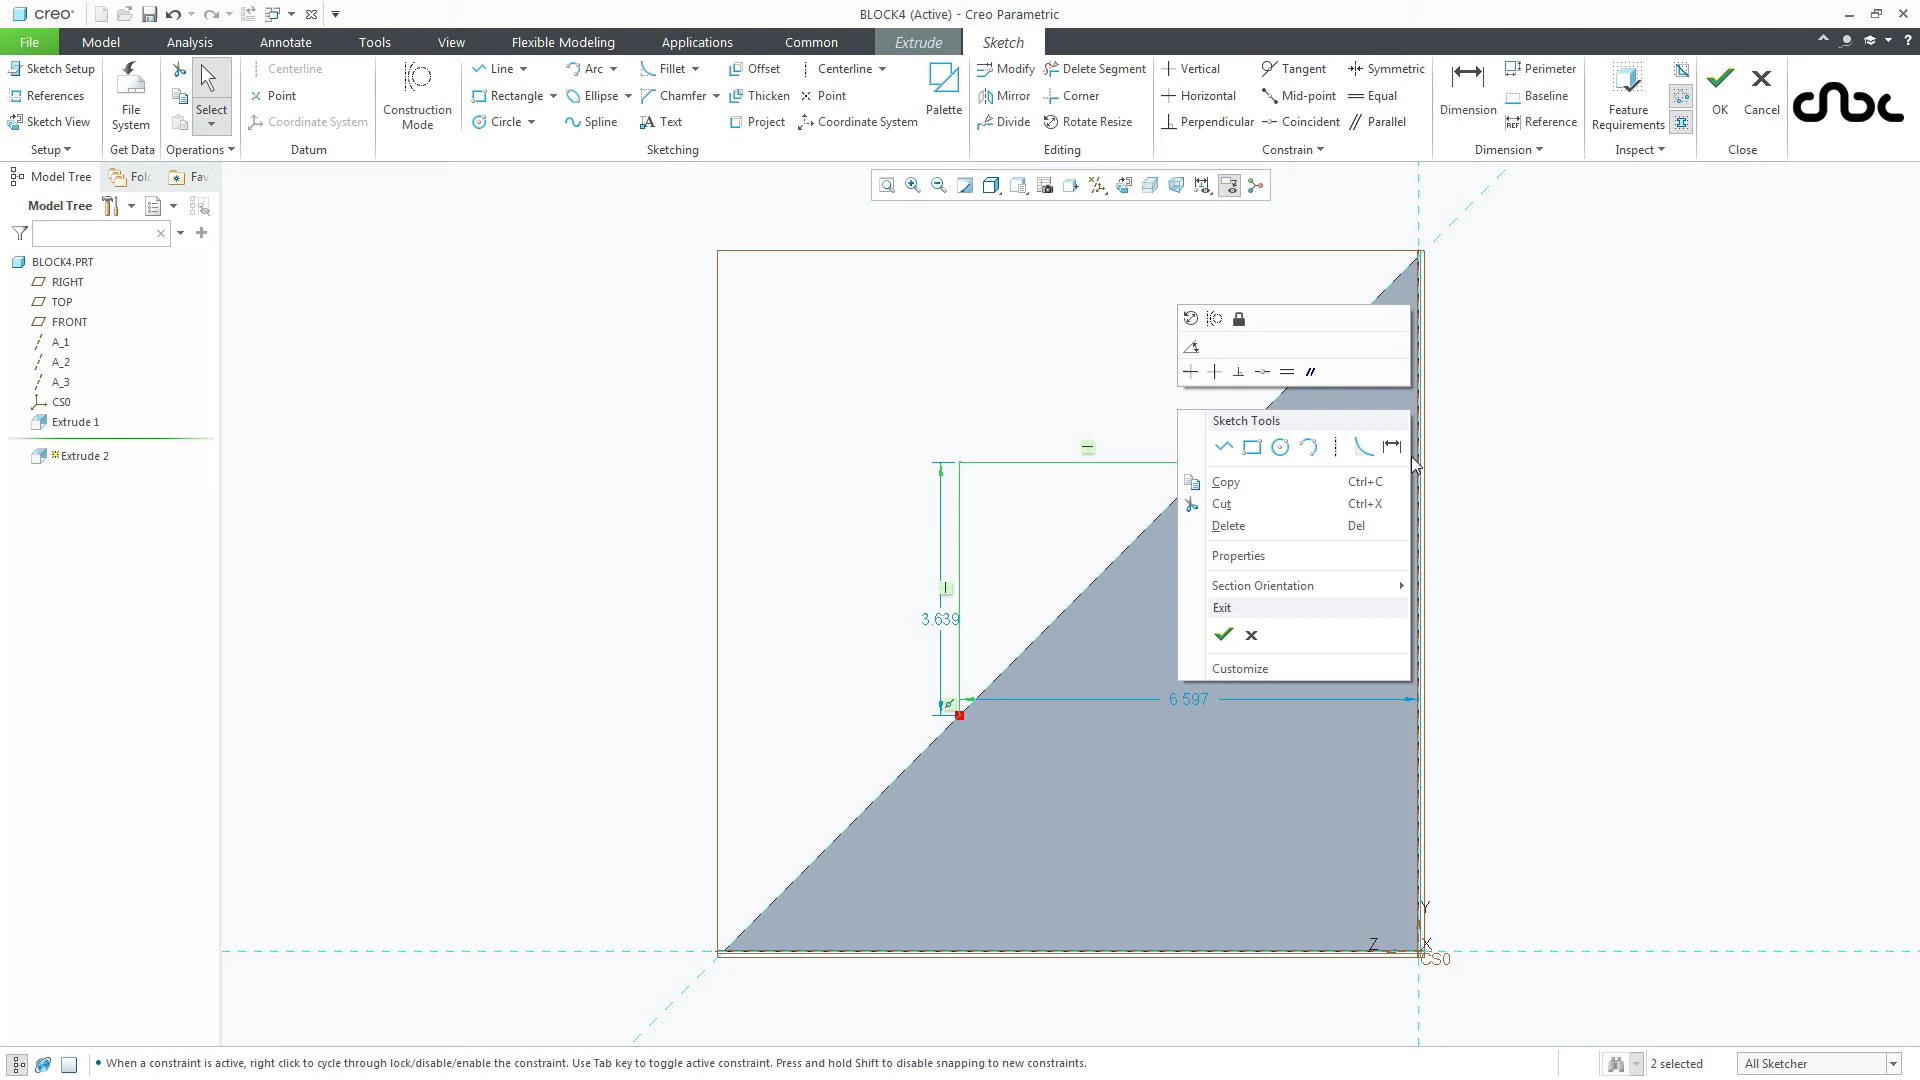 creo
BLOCK4 (Active) - Creo Parametric
File Model Analysis Annotate Tools View Flexible Modeling Applications Common Extrude Sketch
Sketch Setup
References
Sketch View
Setup
File System
Get Data
Select
Operations
Centerline
Point
Coordinate System
Datum
Construction Mode
Line Arc Fillet Offset Centerline
Rectangle Ellipse Chamfer Thicken Point
Circle Spline Text Project Coordinate System
Palette
Sketching
Modify Delete Segment
Mirror Corner
Divide Rotate Resize
Editing
Vertical Tangent Symmetric
Horizontal Mid-point Equal
Perpendicular Coincident Parallel
Constrain
Dimension
Perimeter
Baseline
Reference
Dimension
Feature Requirements
Inspect
OK
Cancel
Close
Model Tree Fol Fav
Model Tree
BLOCK4.PRT
RIGHT
TOP
FRONT
A_1
A_2
A_3
CS0
Extrude 1
Extrude 2
Sketch Tools
Copy Ctrl+C
Cut Ctrl+X
Delete Del
Properties
Section Orientation
Exit
Customize
3.639
6.597
Y
Z
X
CS0
When a constraint is active, right click to cycle through lock/disable/enable the constraint. Use Tab key to toggle active constraint. Press and hold Shift to disable snapping to new constraints.
2 selected
All Sketcher